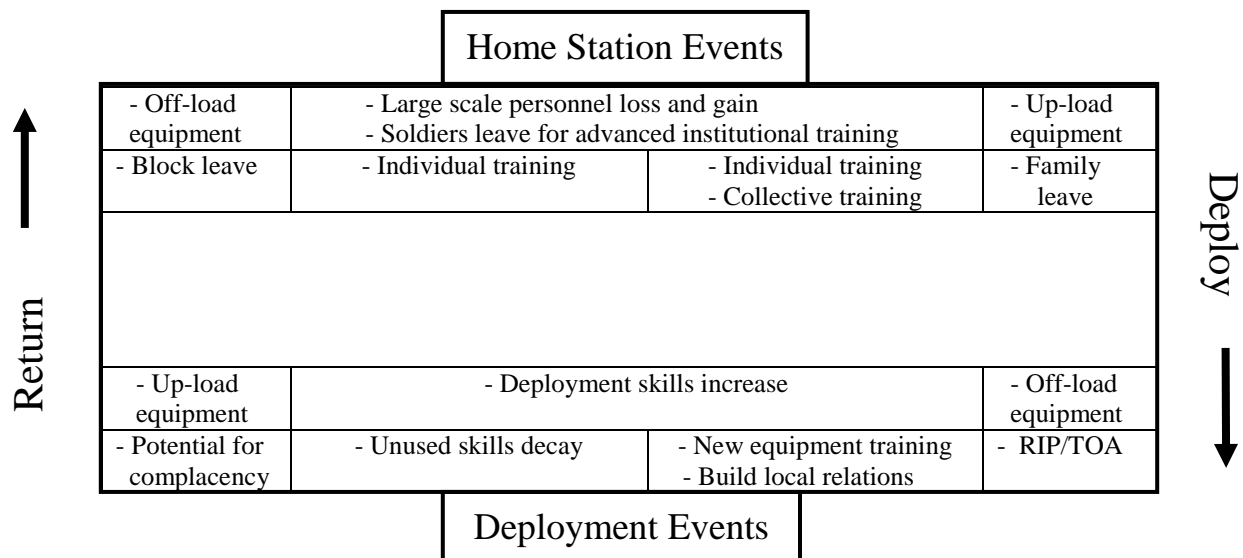 Home Station Events
- Off-load
equipment
- Large scale personnel loss and gain
- Soldiers leave for advanced institutional training
- Up-load
equipment
- Block leave
- Individual training
- Individual training
- Collective training
- Family
leave
Return
Deploy
- Up-load
equipment
- Deployment skills increase
- Off-load
equipment
- Potential for
complacency
- Unused skills decay
- New equipment training
- Build local relations
- RIP/TOA
Deployment Events